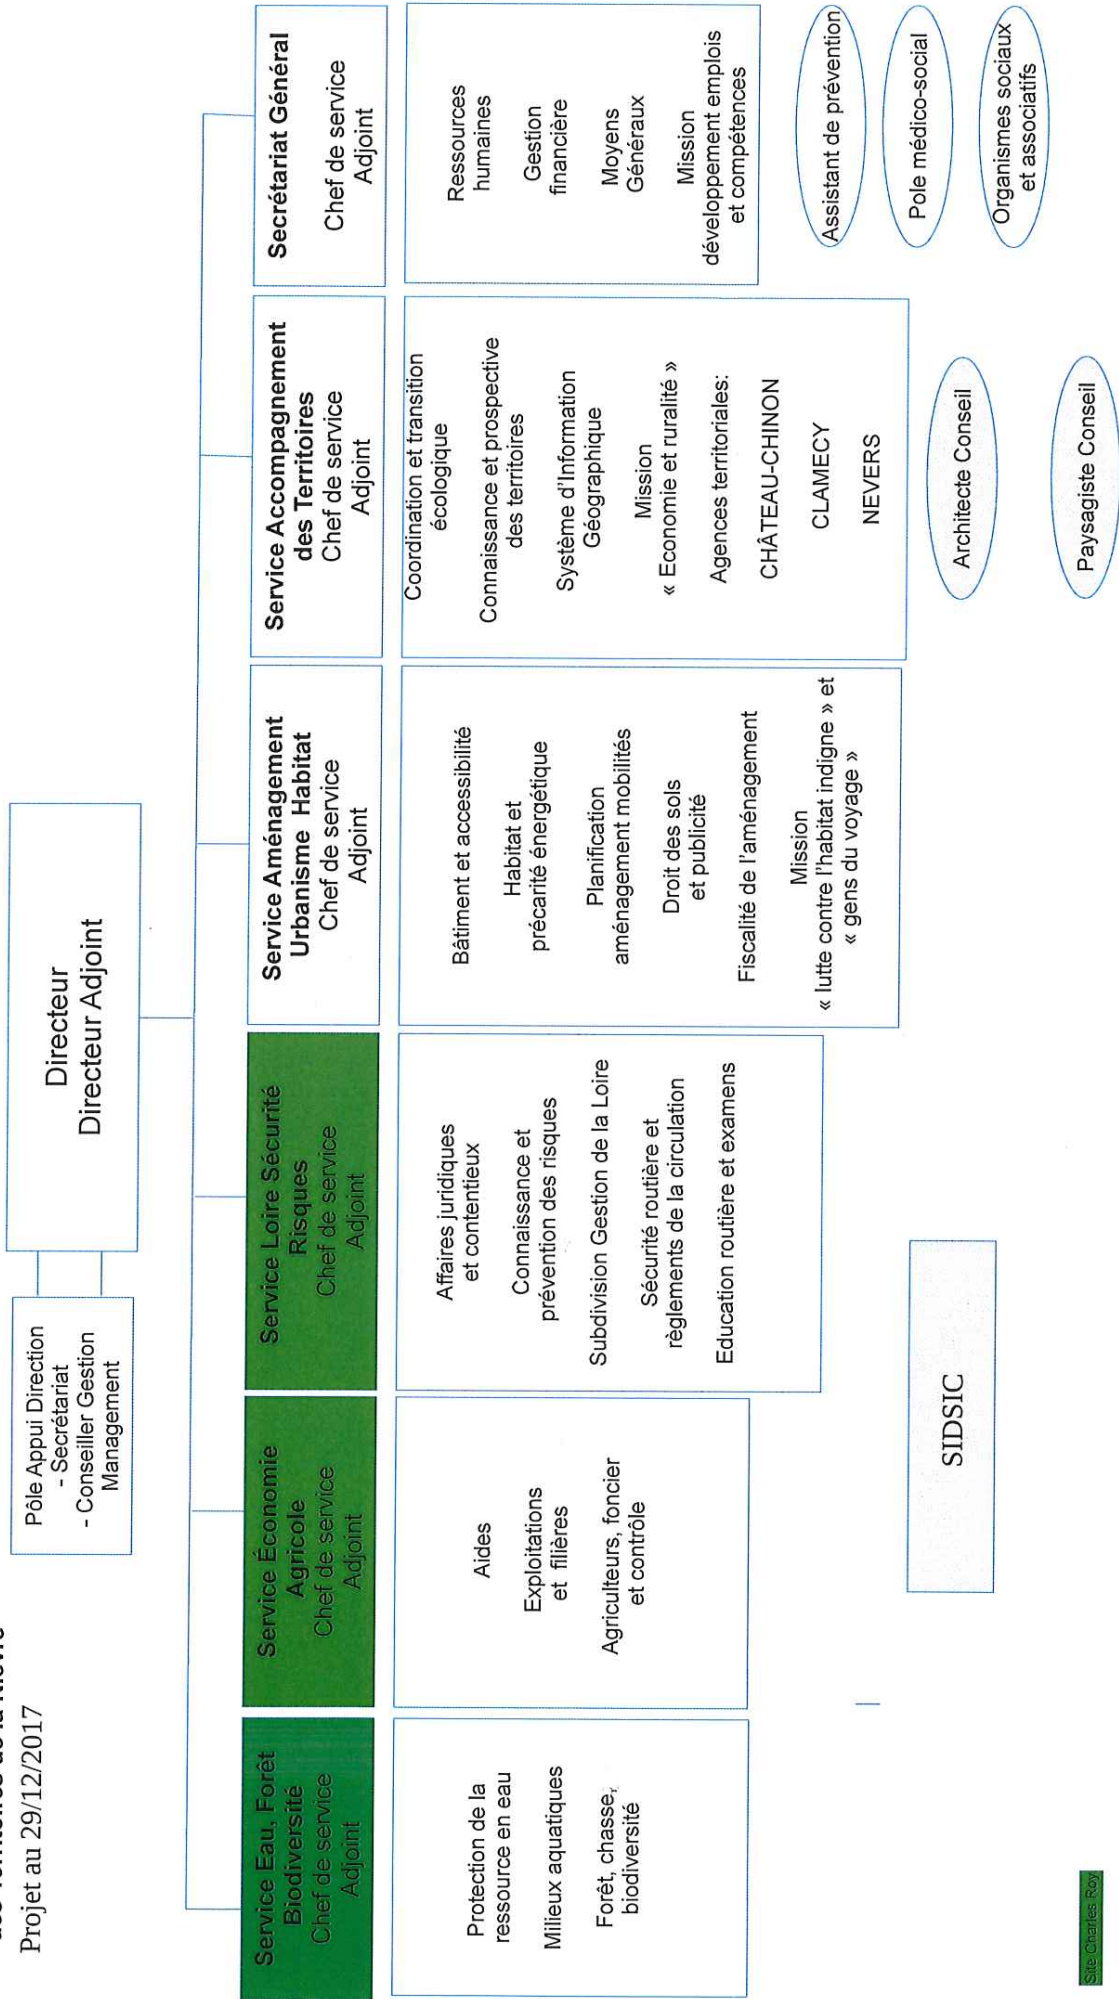 des Territoires de la Nièvre
Projet au 29/12/2017
Pôle Appui Direction
- Secrétariat
- Conseiller Gestion
Management
Directeur
Directeur Adjoint
Service Eau, Forêt
Biodiversité
Chef de service
Adjoint
Service Économie
Agricole
Chef de service
Adjoint
Service Loire Sécurité
Risques
Chef de service
Adjoint
Service Aménagement
Urbanisme Habitat
Chef de service
Adjoint
Service Accompagnement
des Territoires
Chef de service
Adjoint
Secrétariat Général
Chef de service
Adjoint
Protection de la
ressource en eau
Milieux aquatiques
Forêt, chasse,
biodiversité
Aides
Exploitations
et filières
Agriculteurs, foncier
et contrôle
Affaires juridiques
et contentieux
Connaissance et
prévention des risques
Subdivision Gestion de la Loire
Sécurité routière et
règlements de la circulation
Education routière et examens
Bâtiment et accessibilité
Habitat et
précarité énergétique
Planification
aménagement mobilités
Droit des sols
et publicité
Fiscalité de l'aménagement
Mission
« lutte contre l'habitat indigne » et
« gens du voyage »
Coordination et transition
écologique
Connaissance et prospective
des territoires
Système d'Information
Géographique
Mission
« Economie et ruralité »
Agences territoriales:
CHÂTEAU-CHINON
CLAMECY
NEVERS
Ressources
humaines
Gestion
financière
Moyens
Généraux
Mission
développement emplois
et compétences
SIDSIC
Architecte Conseil
Paysagiste Conseil
Assistant de prévention
Pole médico-social
Organismes sociaux
et associatifs
Site Charles Roy